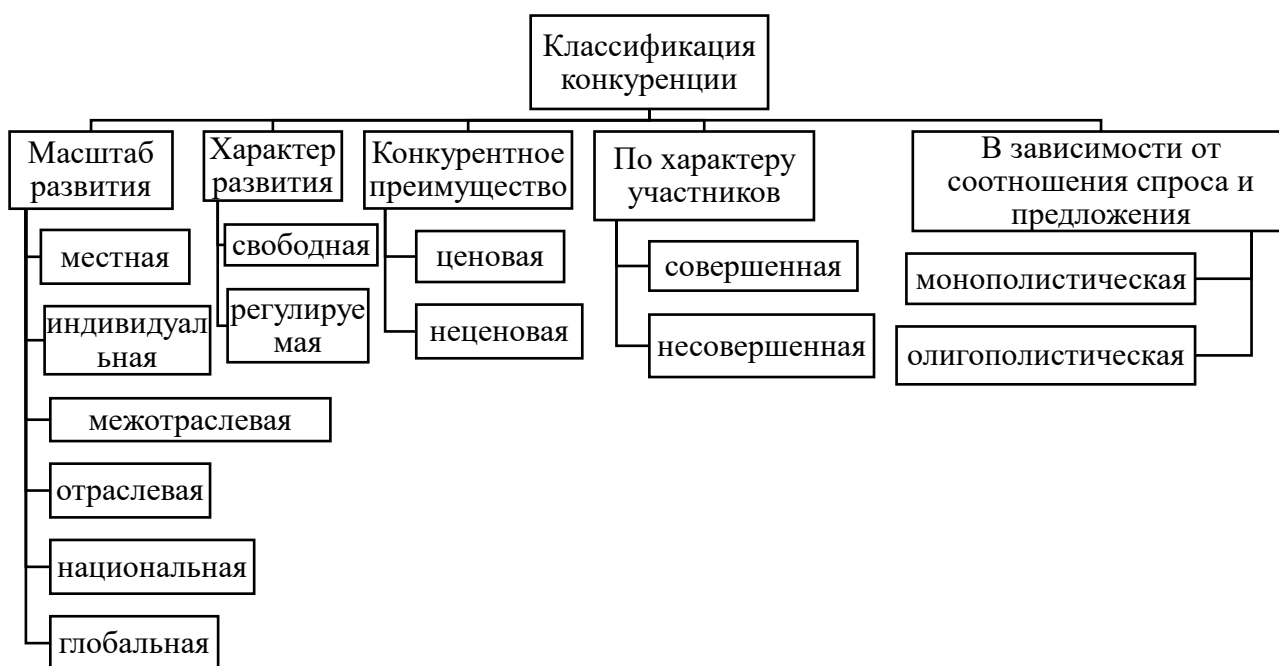 Классификация
конкуренции
Масштаб
развития
местная
индивидуал
ьная
межотраслевая
отраслевая
национальная
глобальная
Характер
развития
свободная
регулируе
мая
Конкурентное
преимущество
ценовая
неценовая
По характеру
участников
совершенная
несовершенная
В зависимости от
соотношения спроса и
предложения
монополистическая
олигополистическая